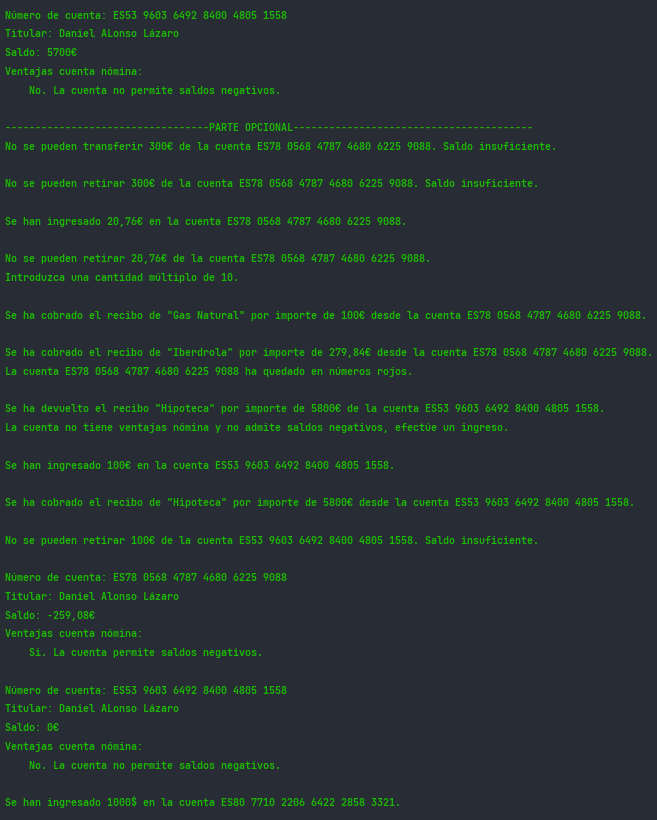 Número de cuenta: ES53 9603 6492 8400 4805 1558
Titular: Daniel ALonso Lázaro
Saldo: 5700€
Ventajas cuenta nómina:
No. La cuenta no permite saldos negativos.
----------------------------------PARTE OPCIONAL----------------------------------------
No se pueden transferir 300€ de la cuenta ES78 0568 4787 4680 6225 9088. Saldo insuficiente.
No se pueden retirar 300€ de la cuenta ES78 0568 4787 4680 6225 9088. Saldo insuficiente.
Se han ingresado 20,76€ en la cuenta ES78 0568 4787 4680 6225 9088.
No se pueden retirar 20,76€ de la cuenta ES78 0568 4787 4680 6225 9088.
Introduzca una cantidad múltiplo de 10.
Se ha cobrado el recibo de "Gas Natural" por importe de 100€ desde la cuenta ES78 0568 4787 4680 6225 9088.
Se ha cobrado el recibo de "Iberdrola" por importe de 279,84€ desde la cuenta ES78 0568 4787 4680 6225 9088.
La cuenta ES78 0568 4787 4680 6225 9088 ha quedado en números rojos.
Se ha devuelto el recibo "Hipoteca" por importe de 5800€ de la cuenta ES53 9603 6492 8400 4805 1558.
La cuenta no tiene ventajas nómina y no admite saldos negativos, efectúe un ingreso.
Se han ingresado 100€ en la cuenta ES53 9603 6492 8400 4805 1558.
Se ha cobrado el recibo de "Hipoteca" por importe de 5800€ desde la cuenta ES53 9603 6492 8400 4805 1558.
No se pueden retirar 100€ de la cuenta ES53 9603 6492 8400 4805 1558. Saldo insuficiente.
Número de cuenta: ES78 0568 4787 4680 6225 9088
Titular: Daniel Alonso Lázaro
Saldo: -259,08€
Ventajas cuenta nómina:
Si. La cuenta permite saldos negativos.
Número de cuenta: ES53 9603 6492 8400 4805 1558
Titular: Daniel ALonso Lázaro
Saldo: 0€
Ventajas cuenta nómina:
No. La cuenta no permite saldos negativos.
Se han ingresado 1000$ en la cuenta ES80 7710 2206 6422 2858 3321.